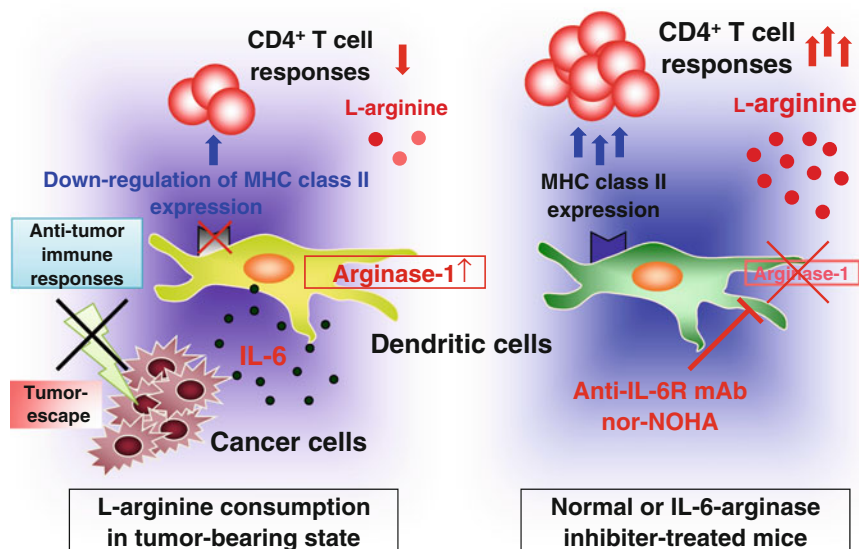 CD4+ T cell
responses
L-arginine
Down-regulation of MHC class II
expression
Anti-tumor
immune
responses
Arginase-1↑
IL-6
Tumor-
escape
Cancer cells
Dendritic cells
L-arginine consumption
in tumor-bearing state
CD4+ T cell
responses
L-arginine
MHC class II
expression
Arginase-1
Anti-IL-6R mAb
nor-NOHA
Normal or IL-6-arginase
inhibiter-treated mice